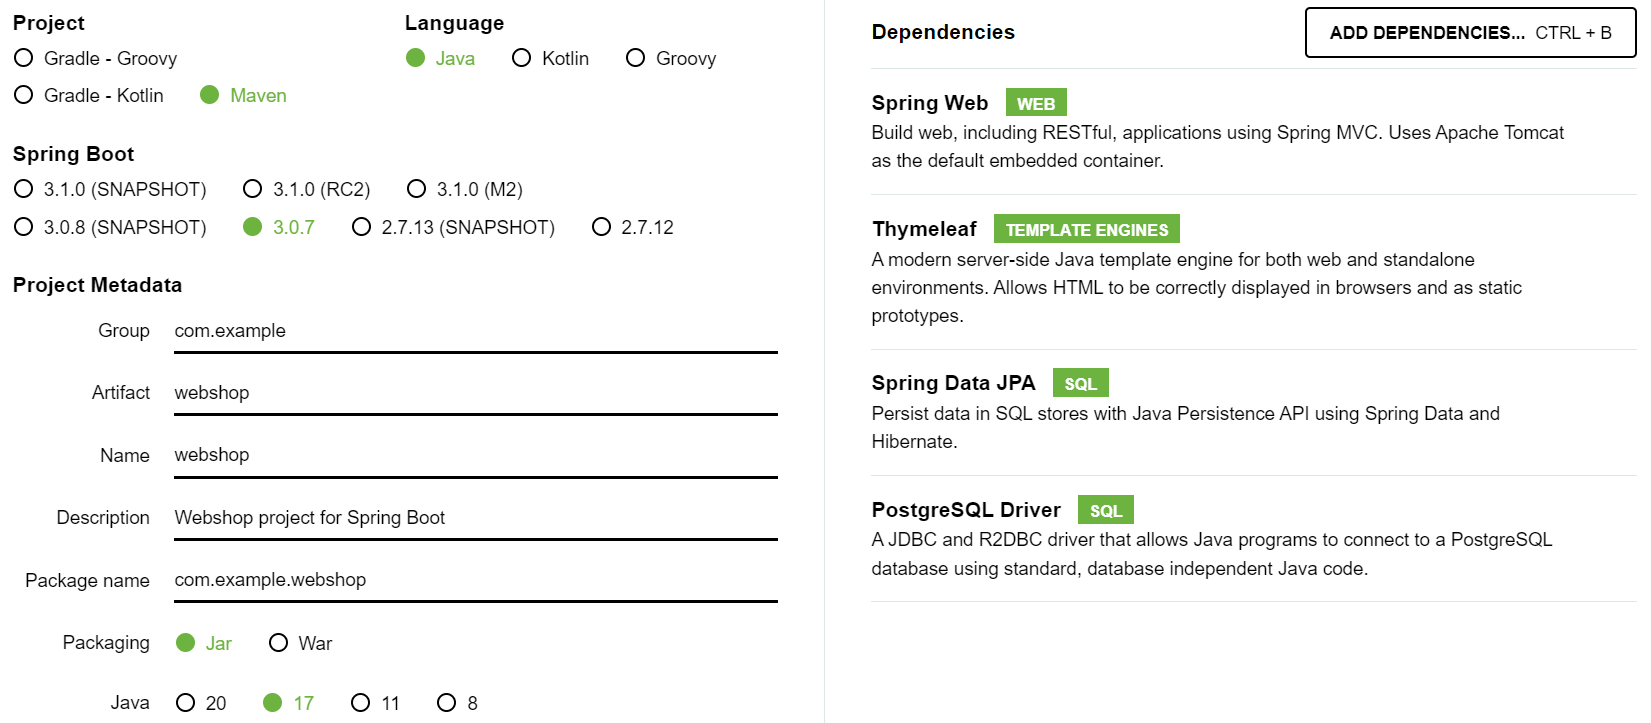 Project
Gradle - Groovy
Gradle - Kotlin Maven
Language
Java Kotlin Groovy
Spring Boot
3.1.0 (SNAPSHOT) 3.1.0 (RC2) 3.1.0 (M2)
3.0.8 (SNAPSHOT) 3.0.7 2.7.13 (SNAPSHOT) 2.7.12
Project Metadata
Group com.example
Artifact webshop
Name webshop
Description Webshop project for Spring Boot
Package name com.example.webshop
Packaging Jar War
Java 20 17 11 8
Dependencies ADD DEPENDENCIES... CTRL + B
Spring Web WEB
Build web, including RESTful, applications using Spring MVC. Uses Apache Tomcat
as the default embedded container.
Thymeleaf TEMPLATE ENGINES
A modern server-side Java template engine for both web and standalone
environments. Allows HTML to be correctly displayed in browsers and as static
prototypes.
Spring Data JPA SQL
Persist data in SQL stores with Java Persistence API using Spring Data and
Hibernate.
PostgreSQL Driver SQL
A JDBC and R2DBC driver that allows Java programs to connect to a PostgreSQL
database using standard, database independent Java code.